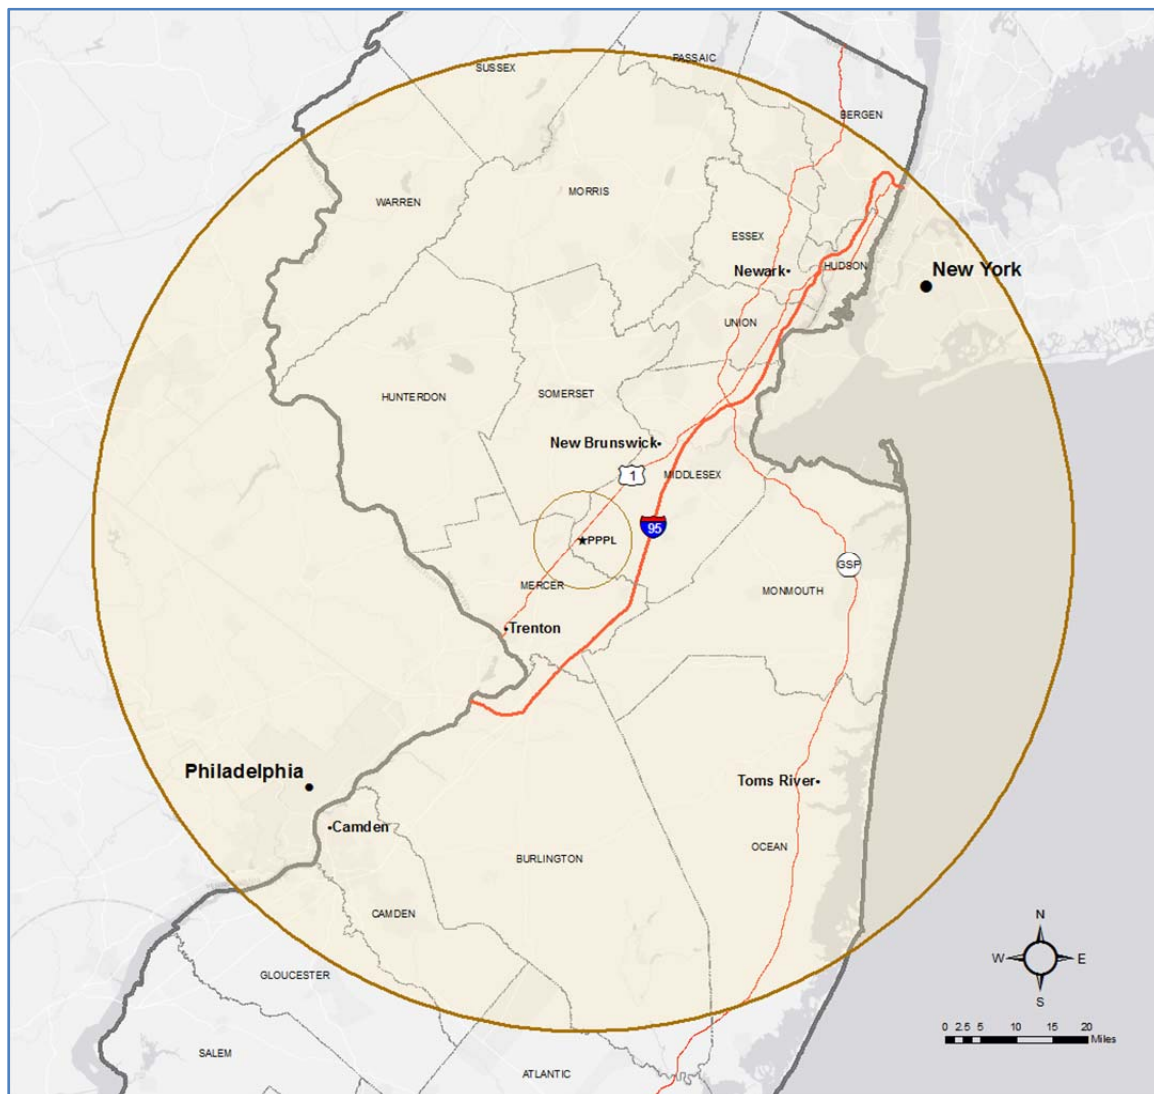 SUSSEX
PASSAIC
BERGEN
WARREN
MORRIS
ESSEX
Newark
HUDSON
New York
UNION
HUNTERDON
SOMERSET
New Brunswick
1
MIDDLESEX
95
PPPL
GSP
MERCER
MONMOUTH
Trenton
Philadelphia
Toms River
Camden
OCEAN
BURLINGTON
CAMDEN
GLOUCESTER
N
W E
S
0 2.5 5 10 15 20
Miles
SALEM
ATLANTIC